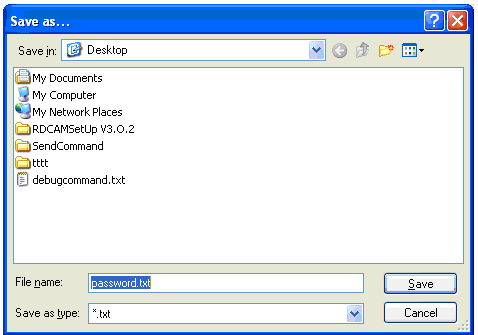 Save as...
Save in: Desktop
My Documents
My Computer
My Network Places
RDCAMSetUp V3.0.2
SendCommand
tttt
debugcommand.txt
File name: password.txt Save
Save as type: *.txt Cancel